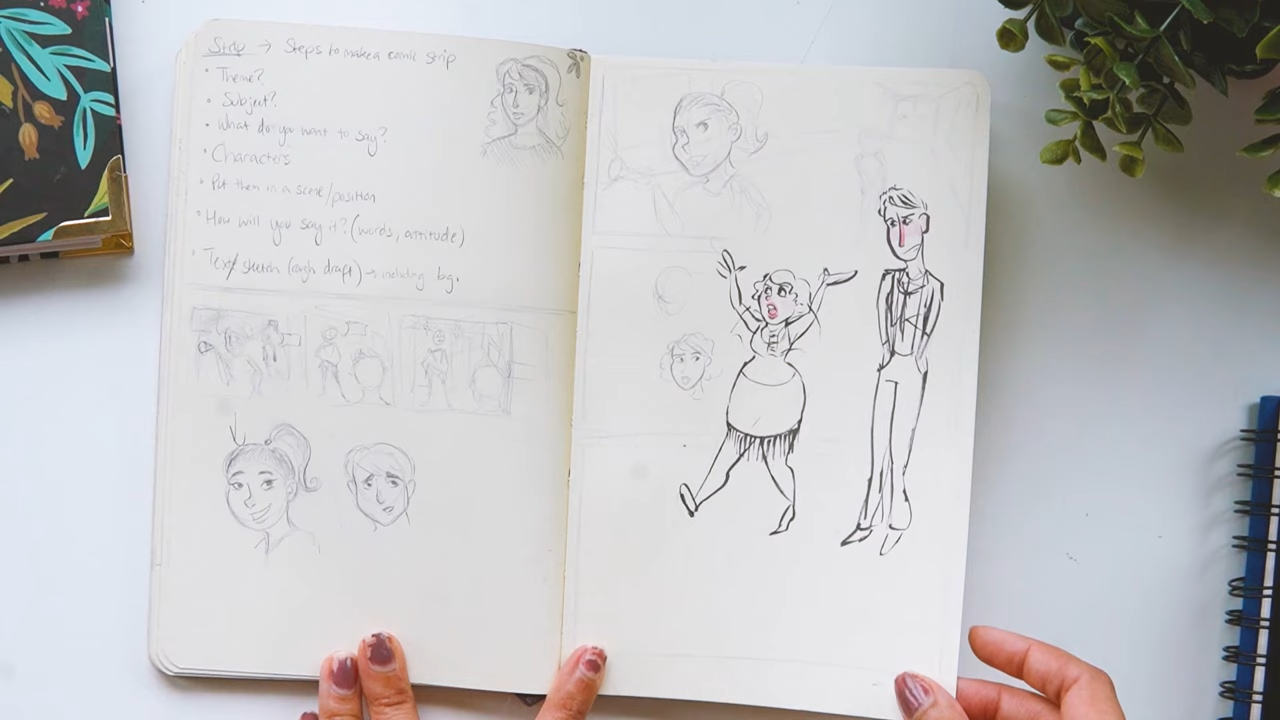 Strip → Steps to make a comic strip
• Theme?
• Subject?
• What do you want to say?
• Characters
• Put them in a scene/position
• How will you say it? (words, attitude)
• Text sketch (rough draft) → including bg.